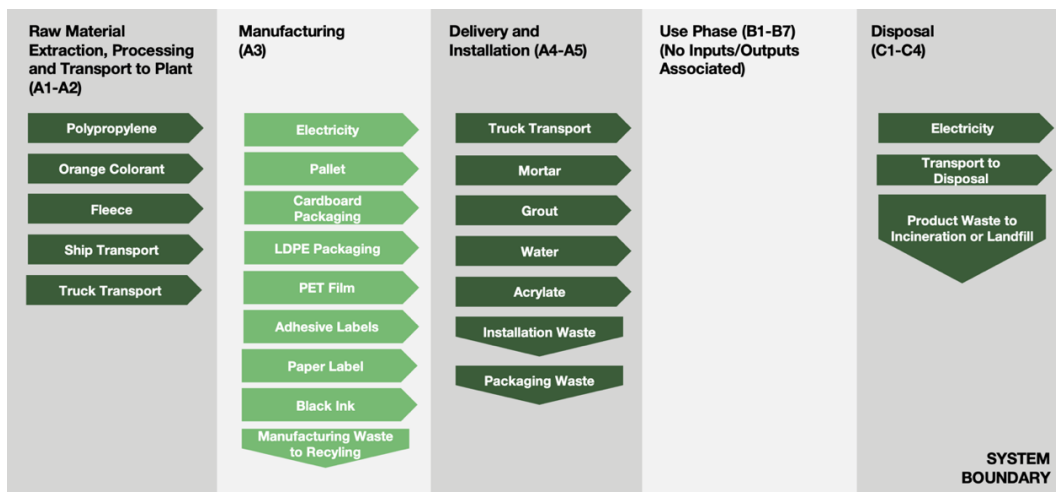 Raw Material
Extraction, Processing
and Transport to Plant
(A1-A2)
Polypropylene
Orange Colorant
Fleece
Ship Transport
Truck Transport
Manufacturing
(A3)
Electricity
Pallet
Cardboard
Packaging
LDPE Packaging
PET Film
Adhesive Labels
Paper Label
Black Ink
Manufacturing Waste
to Recyling
Delivery and
Installation (A4-A5)
Truck Transport
Mortar
Grout
Water
Acrylate
Installation Waste
Packaging Waste
Use Phase (B1-B7)
(No Inputs/Outputs
Associated)
Disposal
(C1-C4)
Electricity
Transport to
Disposal
Product Waste to
Incineration or Landfill
SYSTEM
BOUNDARY